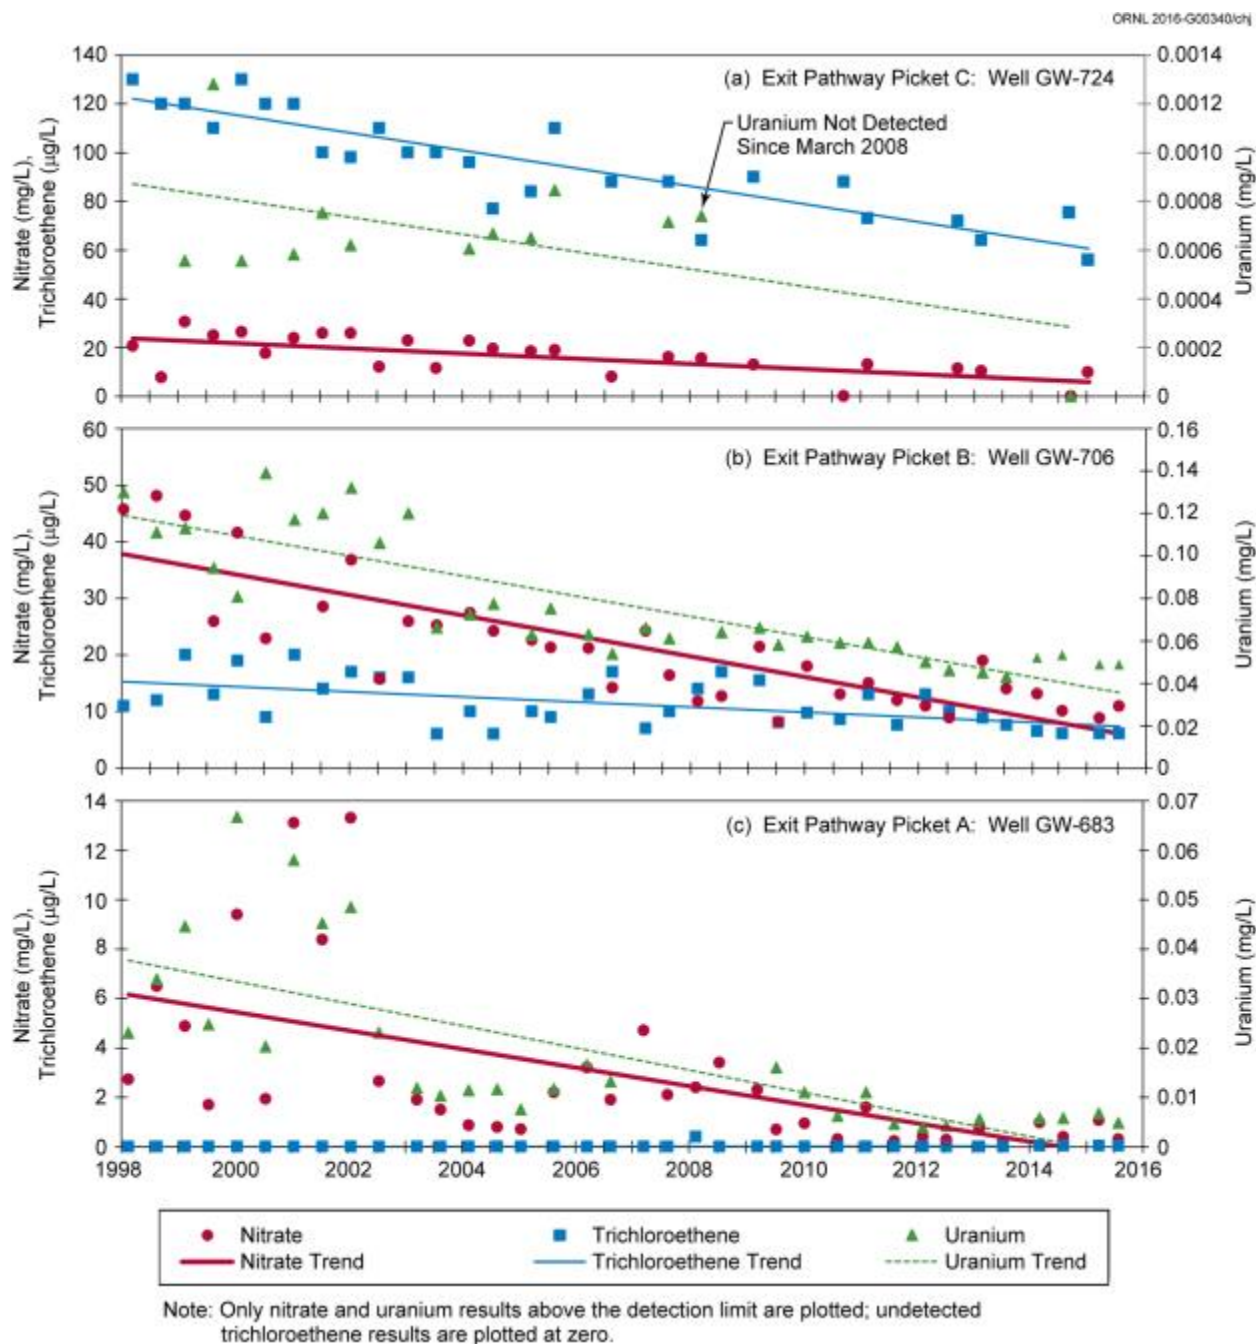 ORNL 2016-G00340/chj
140
120
100
80
60
40
20
0
Nitrate (mg/L),
Trichloroethene (µg/L)
(a) Exit Pathway Picket C: Well GW-724
Uranium Not Detected
Since March 2008
0.0014
0.0012
0.0010
0.0008
0.0006
0.0004
0.0002
0
Uranium (mg/L)
60
50
40
30
20
10
0
Nitrate (mg/L),
Trichloroethene (µg/L)
(b) Exit Pathway Picket B: Well GW-706
0.16
0.14
0.12
0.10
0.08
0.06
0.04
0.02
0
Uranium (mg/L)
14
12
10
8
6
4
2
0
Nitrate (mg/L),
Trichloroethene (µg/L)
(c) Exit Pathway Picket A: Well GW-683
0.07
0.06
0.05
0.04
0.03
0.02
0.01
0
Uranium (mg/L)
1998 2000 2002 2004 2006 2008 2010 2012 2014 2016
Nitrate Trichloroethene Uranium
Nitrate Trend Trichloroethene Trend Uranium Trend
Note: Only nitrate and uranium results above the detection limit are plotted; undetected
trichloroethene results are plotted at zero.